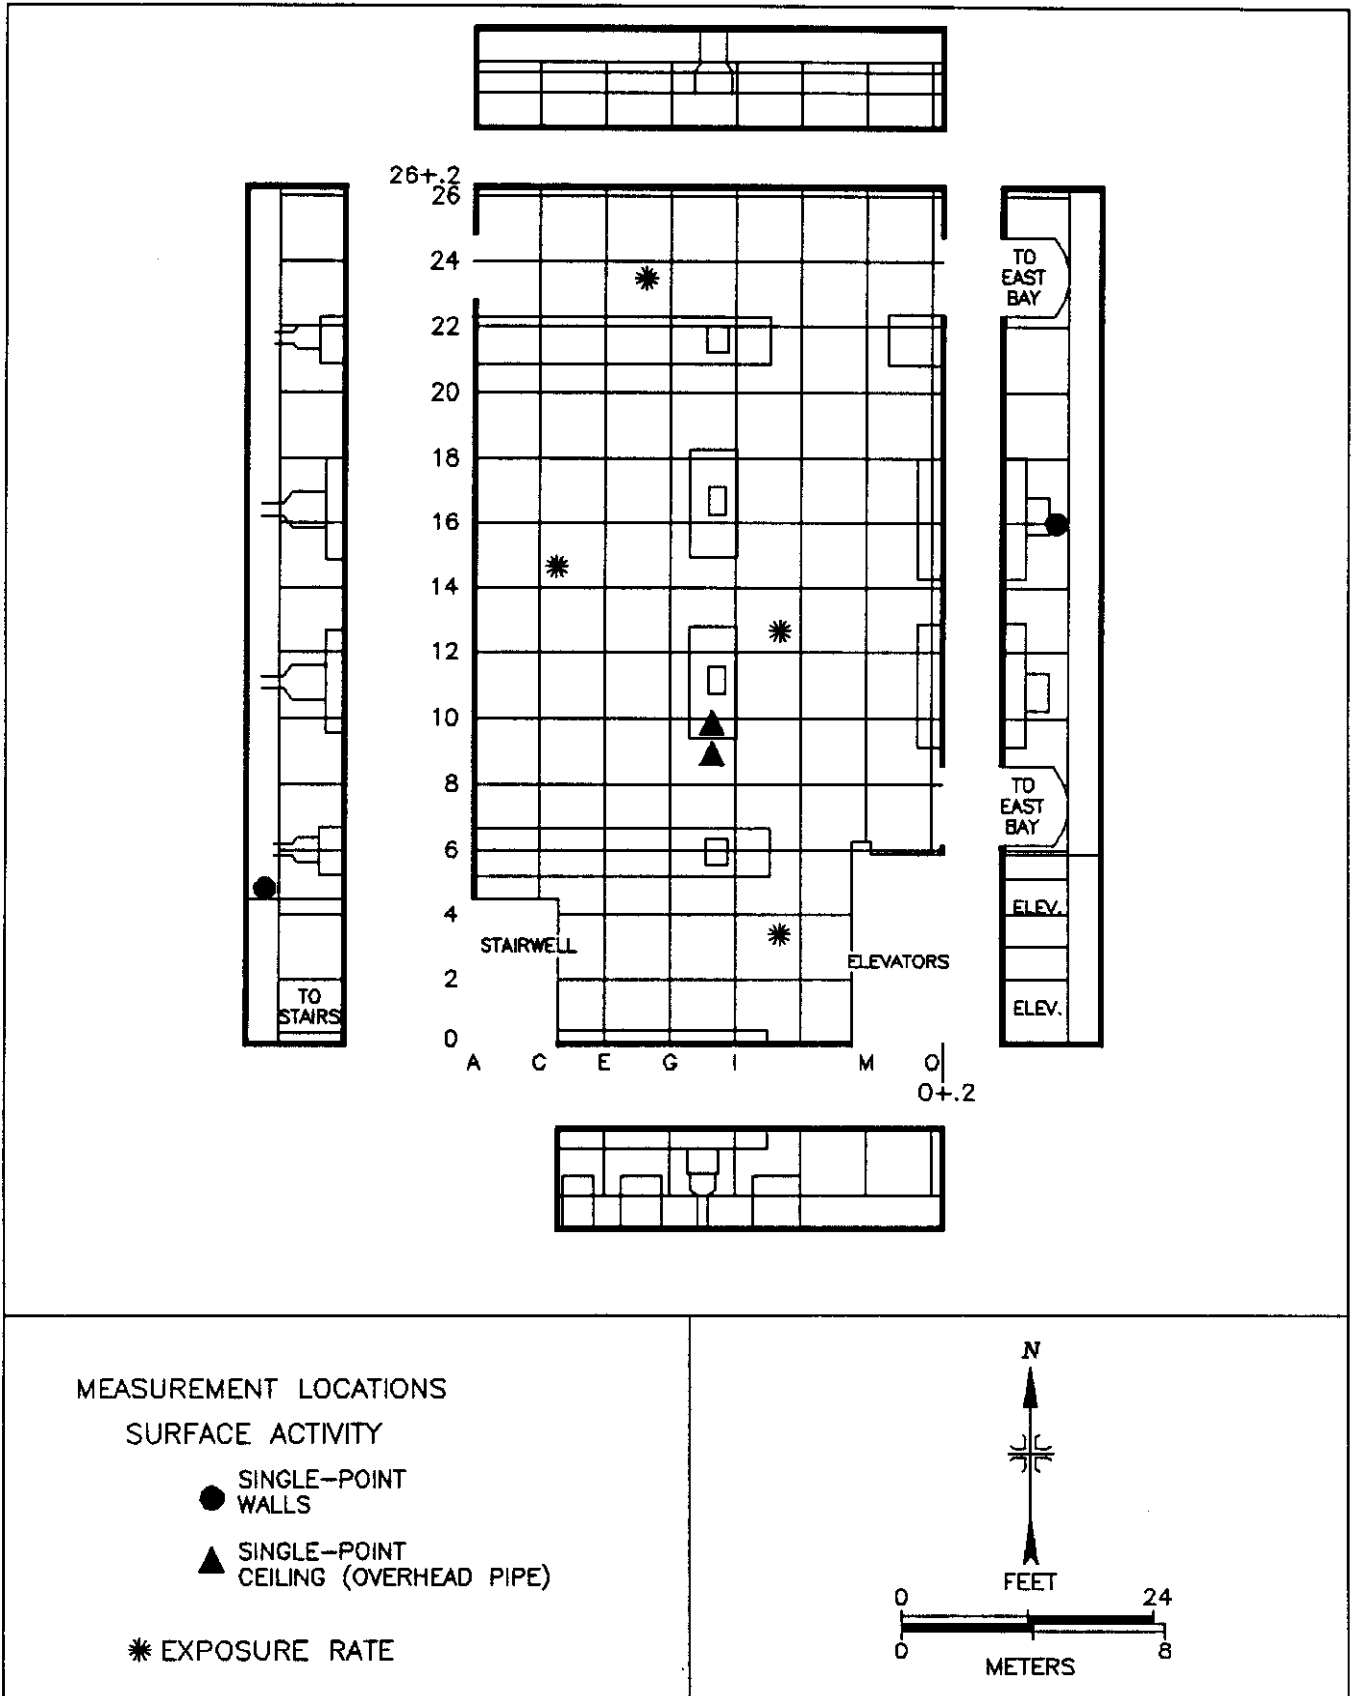 26+.2
26
24
22
20
18
16
14
12
10
8
6
4
2
0
TO
EAST
BAY
TO
EAST
BAY
ELEV.
ELEV.
STAIRWELL
ELEVATORS
TO
STAIRS
A C E G I M O
0+.2
MEASUREMENT LOCATIONS
SURFACE ACTIVITY
SINGLE-POINT
WALLS
SINGLE-POINT
CEILING (OVERHEAD PIPE)
EXPOSURE RATE
N
FEET
0 24
0 8
METERS